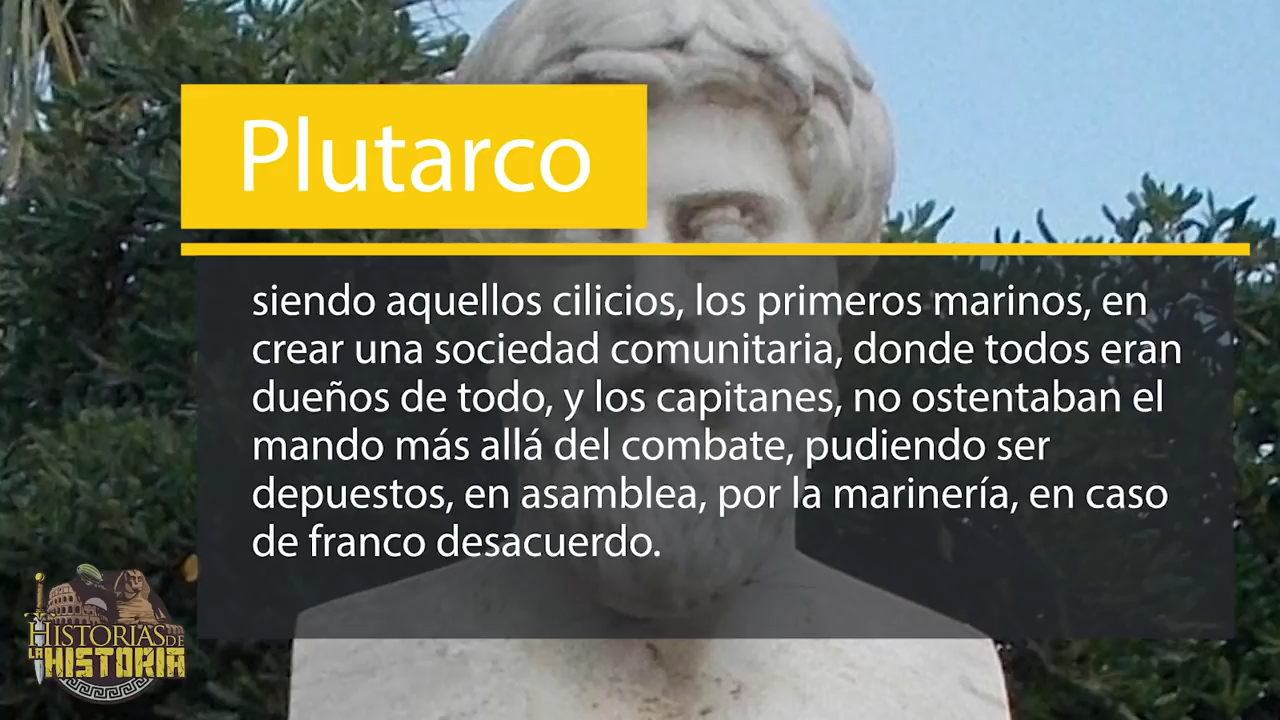 Plutarco
siendo aquellos cilicios, los primeros marinos, en
crear una sociedad comunitaria, donde todos eran
dueños de todo, y los capitanes, no ostentaban el
mando más allá del combate, pudiendo ser
depuestos, en asamblea, por la marinería, en caso
de franco desacuerdo.
HISTORIAS DE
LA HISTORIA